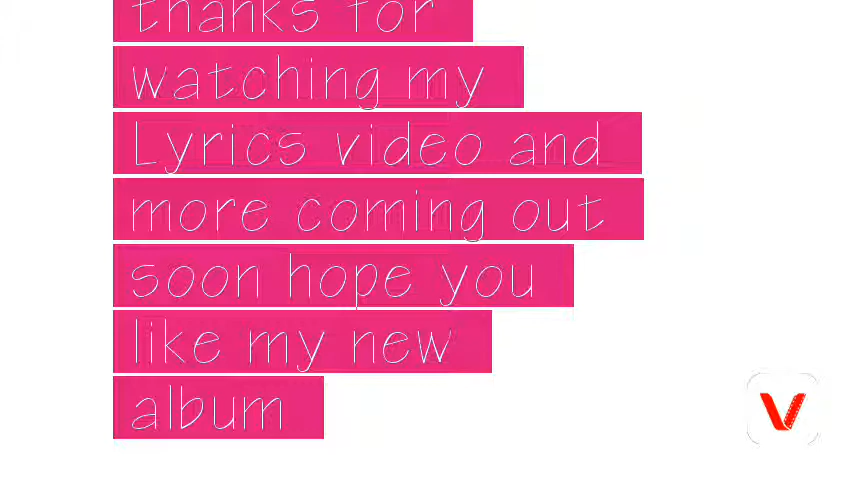 thanks for
watching my
Lyrics video and
more coming out
soon hope you
like my new
album